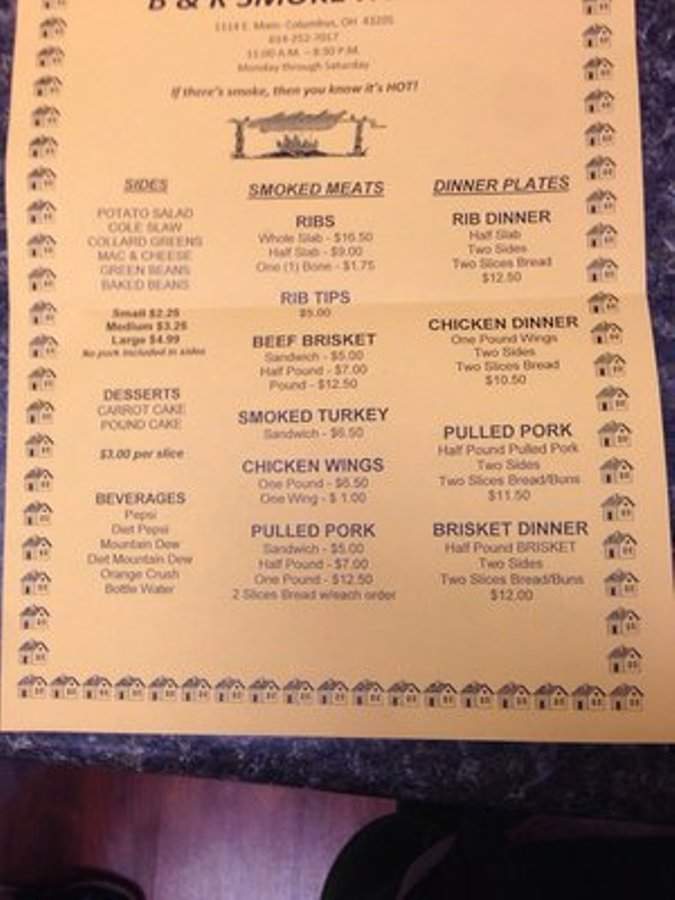 B & K SMOKE
1114 E. Main- Columbus, OH 43205
614-252-7017
11:00 A.M. – 8:30 P.M.
Monday through Saturday
If there's smoke, then you know it's HOT!
SIDES
POTATO SALAD
COLE SLAW
COLLARD GREENS
MAC & CHEESE
GREEN BEANS
BAKED BEANS
Small $2.25
Medium $3.25
Large $4.99
No pork included in sides
DESSERTS
CARROT CAKE
POUND CAKE
$3.00 per slice
BEVERAGES
Pepsi
Diet Pepsi
Mountain Dew
Diet Mountain Dew
Orange Crush
Bottle Water
SMOKED MEATS
RIBS
Whole Slab - $16.50
Half Slab - $9.00
One (1) Bone - $1.75
RIB TIPS
$5.00
BEEF BRISKET
Sandwich - $5.00
Half Pound - $7.00
Pound - $12.50
SMOKED TURKEY
Sandwich - $6.50
CHICKEN WINGS
One Pound - $6.50
One Wing - $ 1.00
PULLED PORK
Sandwich - $5.00
Half Pound - $7.00
One Pound - $12.50
2 Slices Bread w/each order
DINNER PLATES
RIB DINNER
Half Slab
Two Sides
Two Slices Bread
$12.50
CHICKEN DINNER
One Pound Wings
Two Sides
Two Slices Bread
$10.50
PULLED PORK
Half Pound Pulled Pork
Two Sides
Two Slices Bread/Buns
$11.50
BRISKET DINNER
Half Pound BRISKET
Two Sides
Two Slices Bread/Buns
$12.00